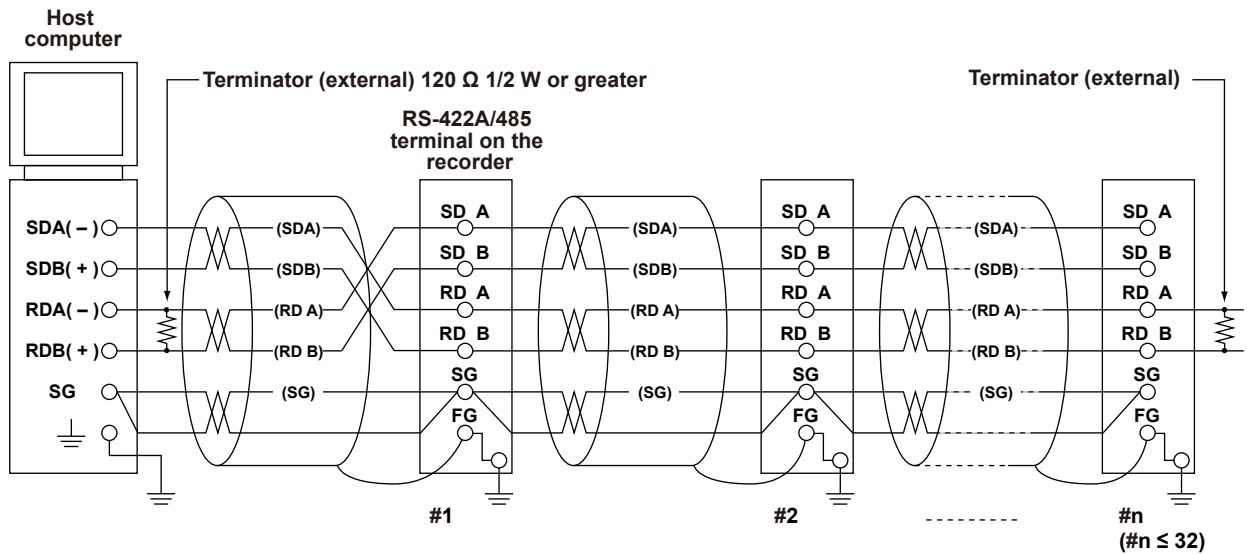 Host
computer
Terminator (external) 120 Ω 1/2 W or greater
Terminator (external)
RS-422A/485
terminal on the
recorder
SDA( – )
SDB( + )
RDA( – )
RDB( + )
SG
(SDA)
(SDB)
(RD A)
(RD B)
(SG)
SD A
SD B
RD A
RD B
SG
FG
(SDA)
(SDB)
(RD A)
(RD B)
(SG)
SD A
SD B
RD A
RD B
SG
FG
(SDA)
(SDB)
(RD A)
(RD B)
(SG)
SD A
SD B
RD A
RD B
SG
FG
#1
#2
#n
(#n ≤ 32)